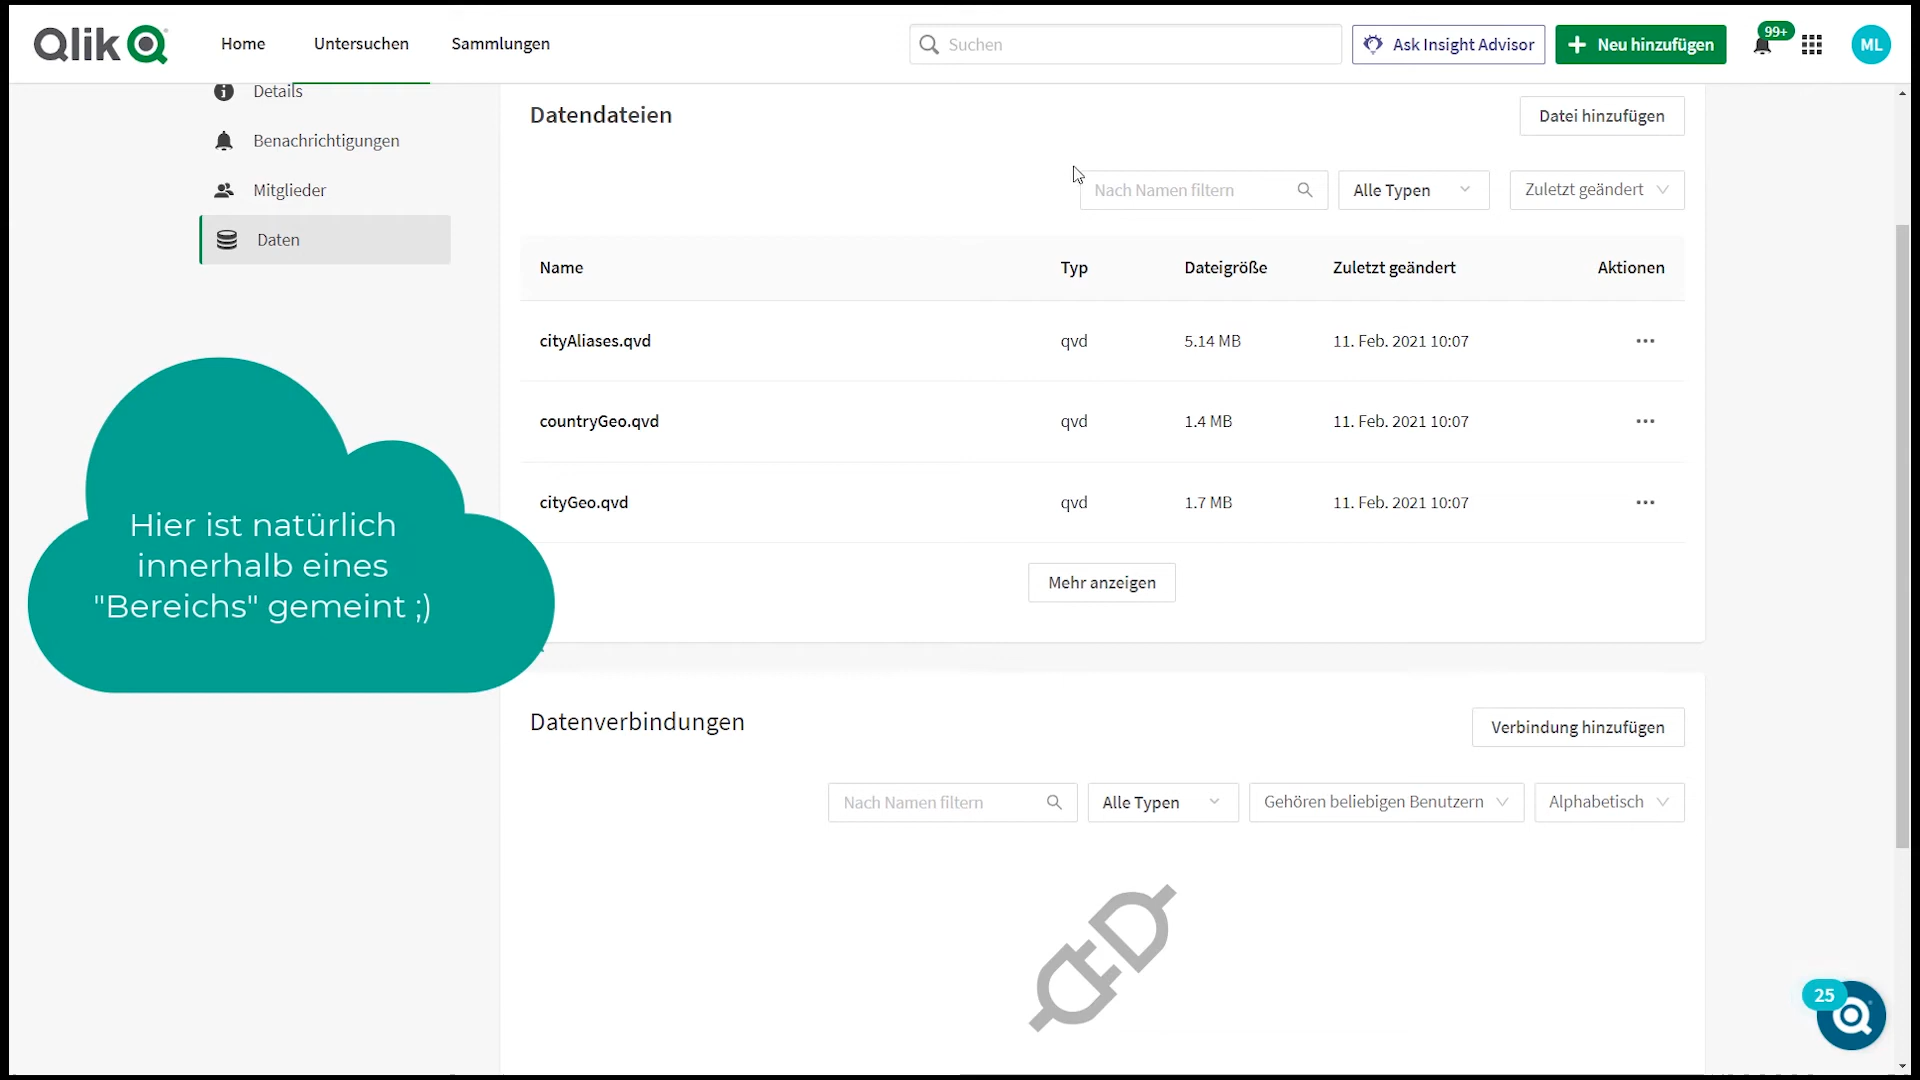 Qlik
Home
Untersuchen
Sammlungen
Suchen
Ask Insight Advisor
Neu hinzufügen
99+
ML
Details
Benachrichtigungen
Mitglieder
Daten
Datendateien
Datei hinzufügen
Nach Namen filtern
Alle Typen
Zuletzt geändert
Name Typ Dateigröße Zuletzt geändert Aktionen
cityAliases.qvd qvd 5.14 MB 11. Feb. 2021 10:07
countryGeo.qvd qvd 1.4 MB 11. Feb. 2021 10:07
cityGeo.qvd qvd 1.7 MB 11. Feb. 2021 10:07
Mehr anzeigen
Hier ist natürlich
innerhalb eines
"Bereichs" gemeint ;)
Datenverbindungen
Verbindung hinzufügen
Nach Namen filtern
Alle Typen
Gehören beliebigen Benutzern
Alphabetisch
25